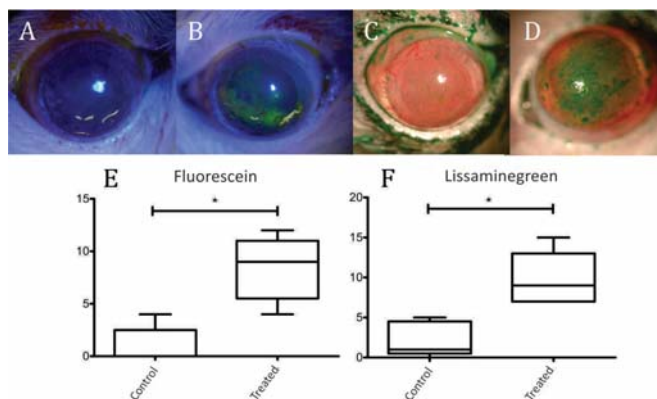 A B C D
E Fluorescein
15
10
5
0
*
Control Treated
F Lissaminegreen
20
15
10
5
0
*
Control Treated